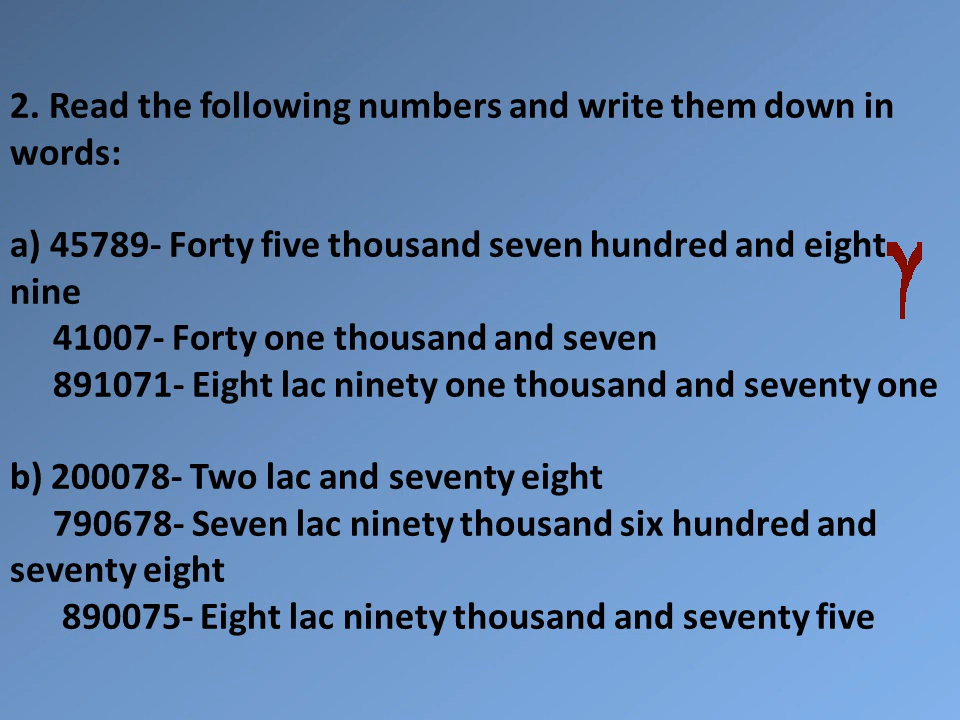 2. Read the following numbers and write them down in
words:
a) 45789- Forty five thousand seven hundred and eight y
nine
41007- Forty one thousand and seven
891071- Eight lac ninety one thousand and seventy one
b) 200078- Two lac and seventy eight
790678- Seven lac ninety thousand six hundred and
seventy eight
890075- Eight lac ninety thousand and seventy five